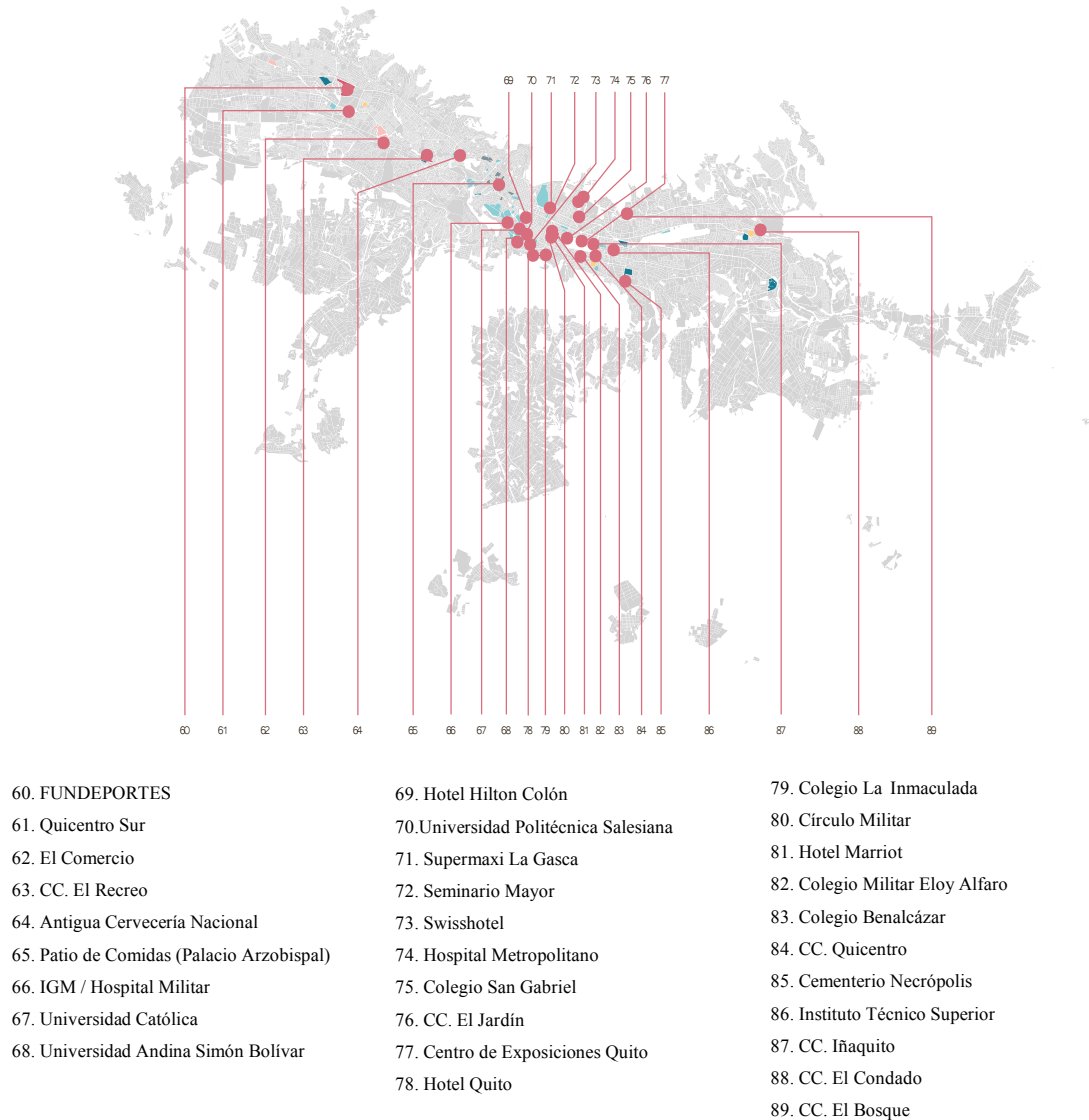 69 70 71 72 73 74 75 76 77
60 61 62 63 64 65 66 67 68 78 79 80 81 82 83 84 85 86 87 88 89
60. FUNDEPORTES
61. Quicentro Sur
62. El Comercio
63. CC. El Recreo
64. Antigua Cervecería Nacional
65. Patio de Comidas (Palacio Arzobispal)
66. IGM / Hospital Militar
67. Universidad Católica
68. Universidad Andina Simón Bolívar
69. Hotel Hilton Colón
70.Universidad Politécnica Salesiana
71. Supermaxi La Gasca
72. Seminario Mayor
73. Swisshotel
74. Hospital Metropolitano
75. Colegio San Gabriel
76. CC. El Jardín
77. Centro de Exposiciones Quito
78. Hotel Quito
79. Colegio La Inmaculada
80. Círculo Militar
81. Hotel Marriot
82. Colegio Militar Eloy Alfaro
83. Colegio Benalcázar
84. CC. Quicentro
85. Cementerio Necrópolis
86. Instituto Técnico Superior
87. CC. Iñaquito
88. CC. El Condado
89. CC. El Bosque